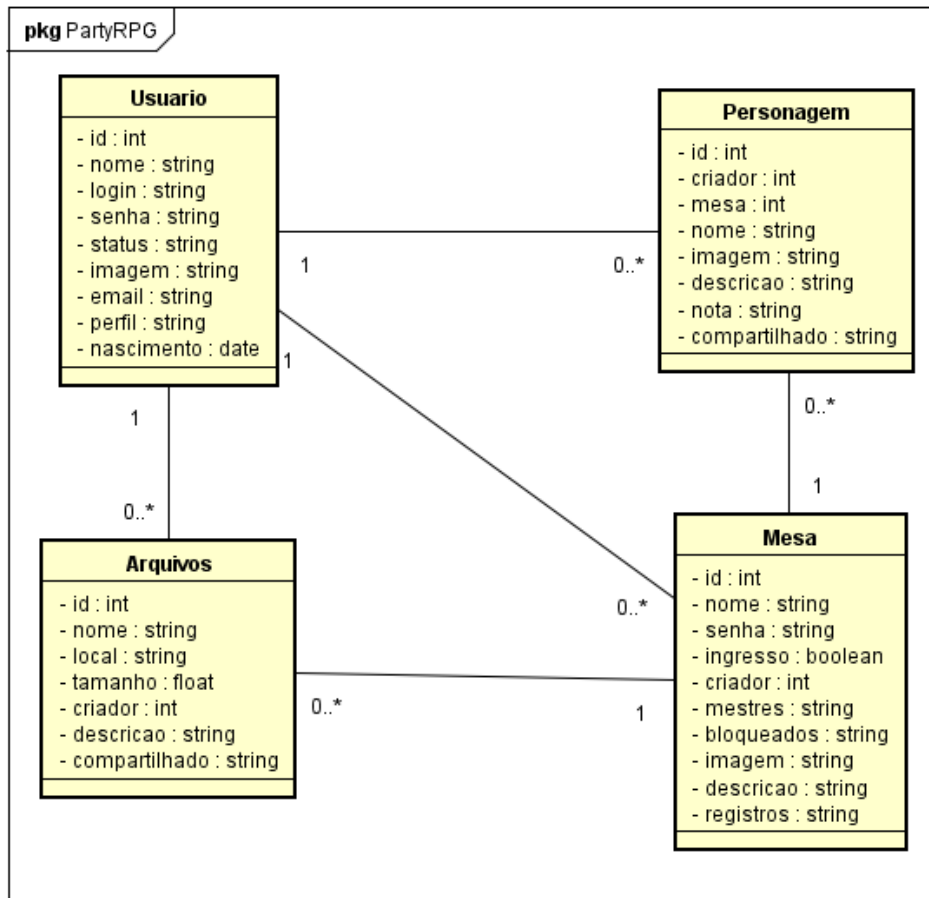 pkg PartyRPG
Usuario
- id : int
- nome : string
- login : string
- senha : string
- status : string
- imagem : string
- email : string
- perfil : string
- nascimento : date
Personagem
- id : int
- criador : int
- mesa : int
- nome : string
- imagem : string
- descricao : string
- nota : string
- compartilhado : string
1
0..*
1
1
0..*
0..*
1
0..*
Arquivos
- id : int
- nome : string
- local : string
- tamanho : float
- criador : int
- descricao : string
- compartilhado : string
Mesa
- id : int
- nome : string
- senha : string
- ingresso : boolean
- criador : int
- mestres : string
- bloqueados : string
- imagem : string
- descricao : string
- registros : string
0..*
1